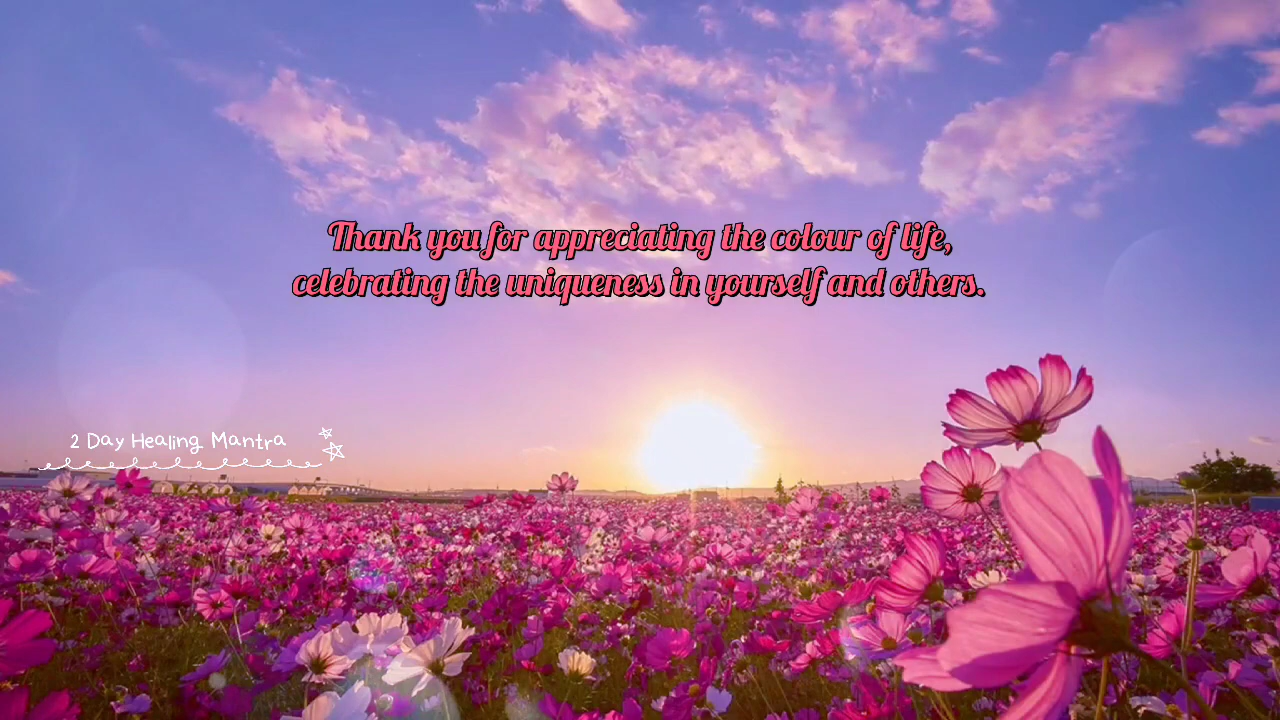 Thank you for appreciating the colour of life,
celebrating the uniqueness in yourself and others.
2 Day Healing Mantra